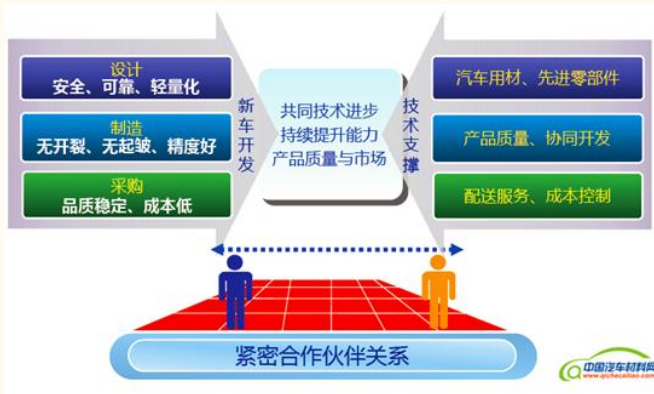 设计
安全、可靠、轻量化
制造
无开裂、无起皱、精度好
采购
品质稳定、成本低
新车开发
共同技术进步
持续提升能力
产品质量与市场
技术支撑
汽车用材、先进零部件
产品质量、协同开发
配送服务、成本控制
紧密合作伙伴关系
中国汽车材料网
www.qichecailiao.com